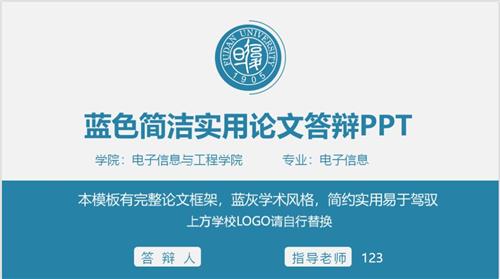 FUDAN UNIVERSITY
1905
蓝色简洁实用论文答辩PPT
学院：电子信息与工程学院 专业：电子信息
本模板有完整论文框架，蓝灰学术风格，简约实用易于驾驭
上方学校LOGO请自行替换
答 辩 人 指导老师 123